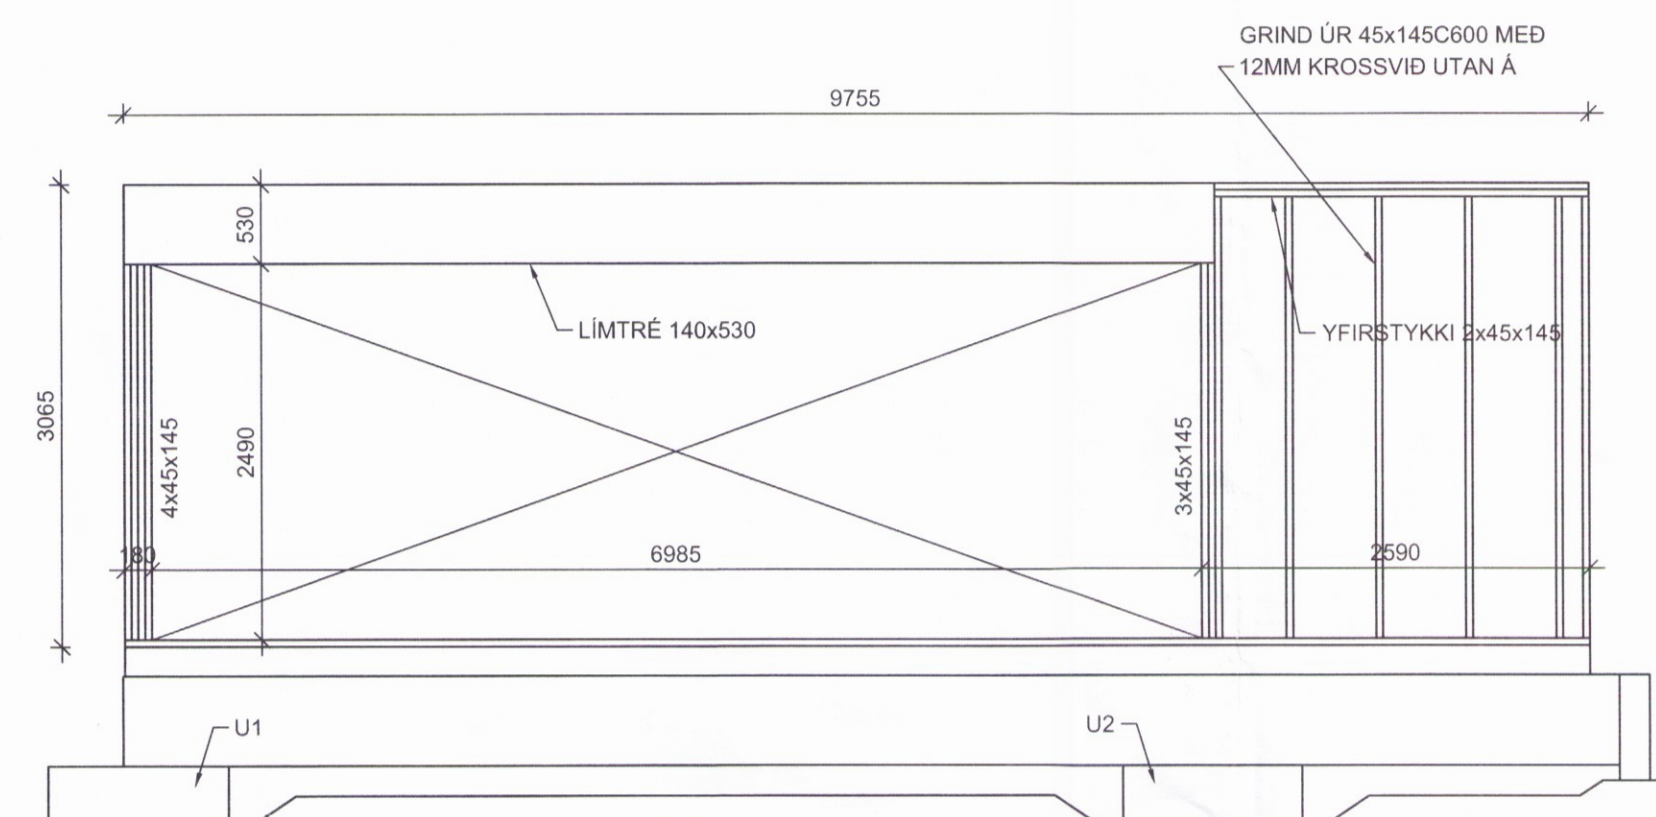 GRIND ÚR 45x145C600 MEÐ
12MM KROSSVIÐ UTAN Á
9755
530
LÍMTRÉ 140x530
YFIRSTYKKI 2x45x145
3065
4x45x145
2490
3x45x145
180
6985
2590
U1
U2